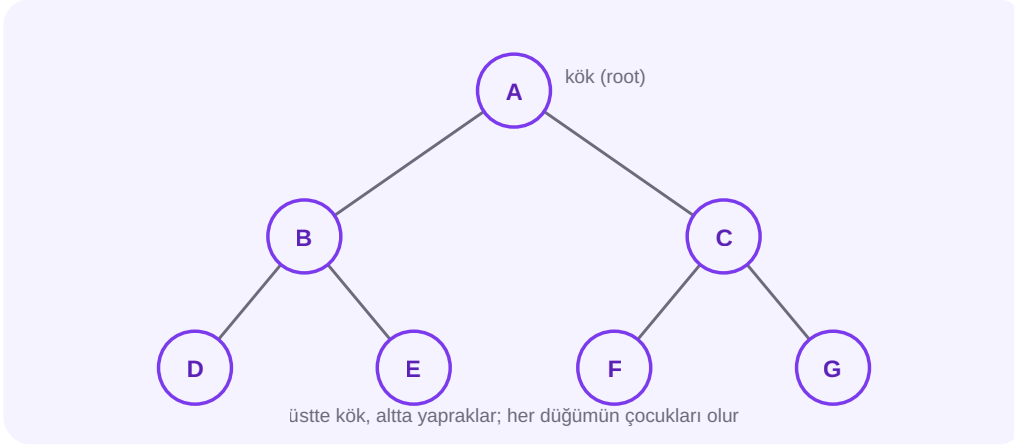 A
kök (root)
B
C
D
E
F
G
üstte kök, altta yapraklar; her düğümün çocukları olur